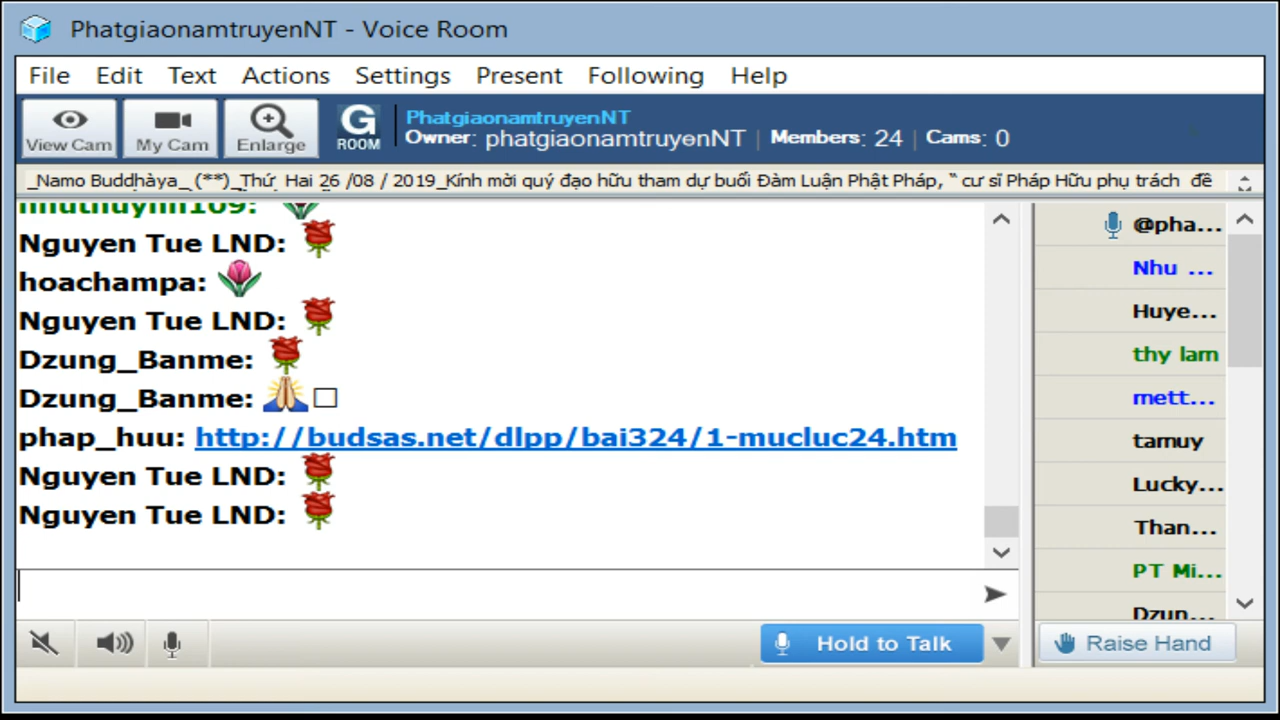 PhatgiaonamtruyenNT - Voice Room
File Edit Text Actions Settings Present Following Help
View Cam My Cam Enlarge G ROOM
PhatgiaonamtruyenNT
Owner: phatgiaonamtruyenNT | Members: 24 | Cams: 0
_Namo Buddhàya_ (**)_Thứ Hai 26 /08 / 2019_Kính mời quý đạo hữu tham dự buổi Đàm Luận Phật Pháp, " cư sĩ Pháp Hữu phụ trách đề
Nguyen Tue LND:
hoachampa:
Nguyen Tue LND:
Dzung_Banme:
Dzung_Banme:
phap_huu: http://budsas.net/dlpp/bai324/1-mucluc24.htm
Nguyen Tue LND:
Nguyen Tue LND:
@pha...
Nhu ...
Huye...
thy lam
mett...
tamuy
Lucky...
Than...
PT Mi...
Dzun...
Hold to Talk
Raise Hand